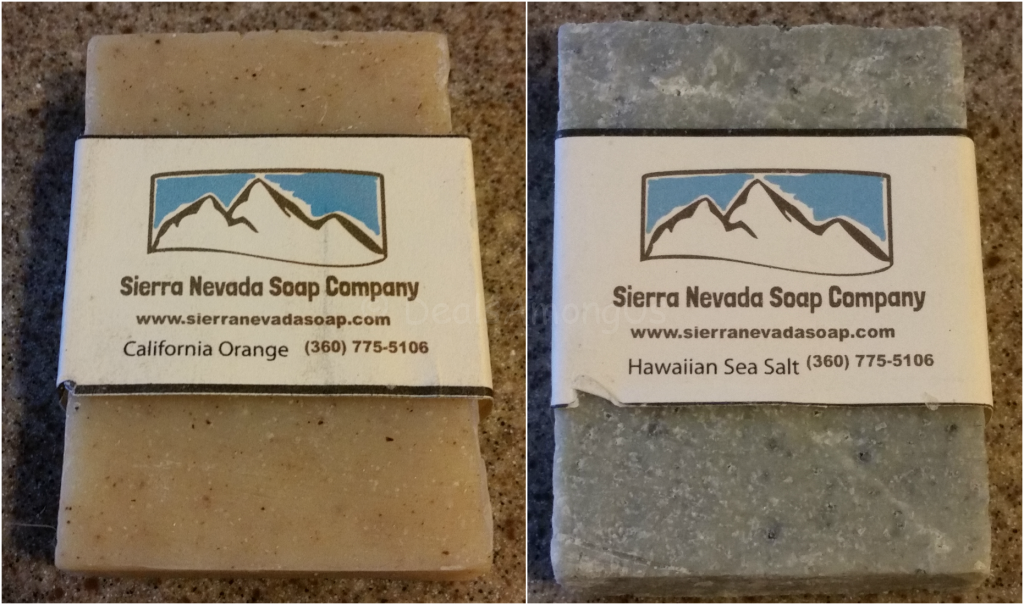 Sierra Nevada Soap Company
www.sierranevadasoap.com
California Orange (360) 775-5106
Sierra Nevada Soap Company
www.sierranevadasoap.com
Hawaiian Sea Salt (360) 775-5106